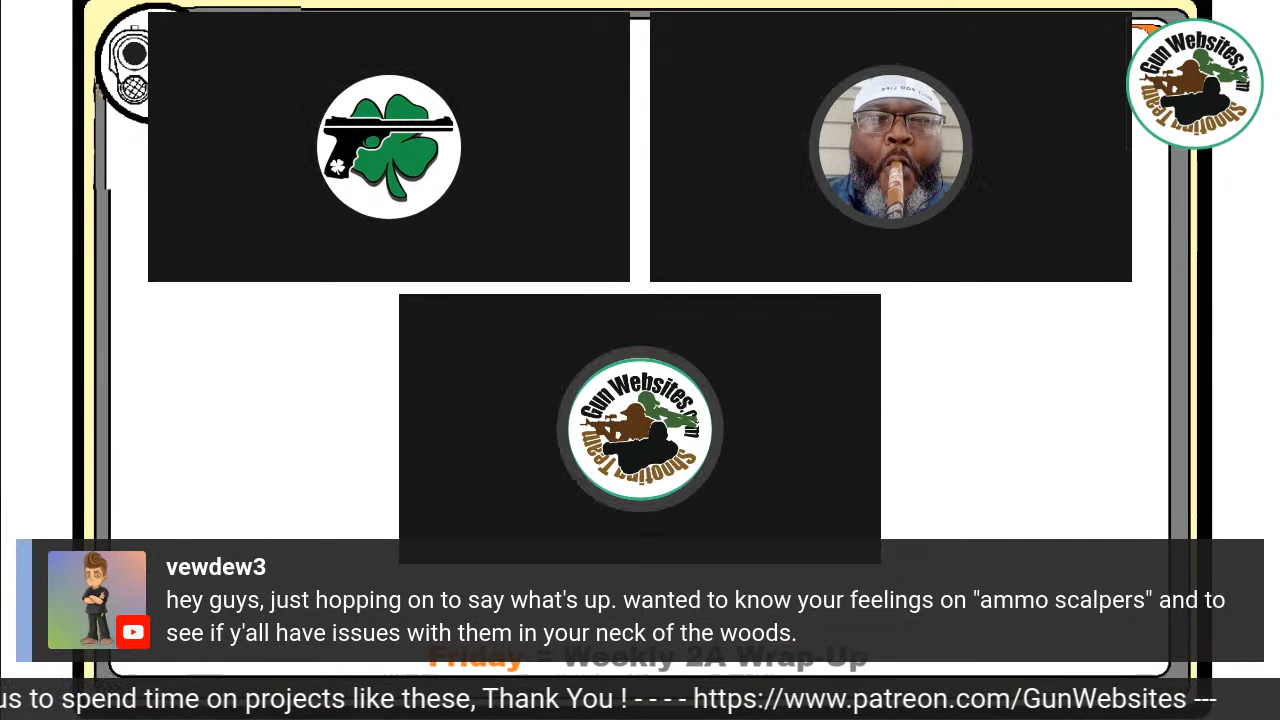 Gun Websites.com
Shooting Team
Gun Websites.com
Shooting Team
vewdew3
hey guys, just hopping on to say what's up. wanted to know your feelings on "ammo scalpers" and to
see if y'all have issues with them in your neck of the woods.
Friday = Weekly 2A Wrap-Up
us to spend time on projects like these, Thank You ! - - - - https://www.patreon.com/GunWebsites ---